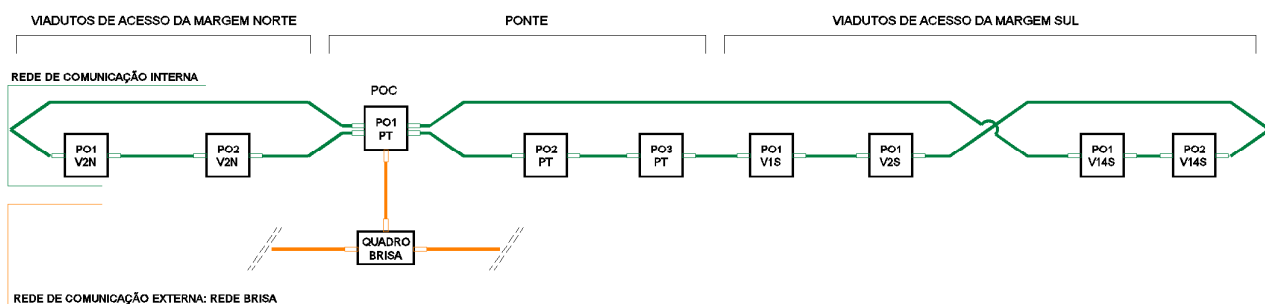 VIADUTOS DE ACESSO DA MARGEM NORTE
PONTE
VIADUTOS DE ACESSO DA MARGEM SUL
REDE DE COMUNICAÇÃO INTERNA
POC
PO1
PT
PO1
V2N
PO2
V2N
PO2
PT
PO3
PT
PO1
V1S
PO1
V2S
PO1
V14S
PO2
V14S
QUADRO
BRISA
REDE DE COMUNICAÇÃO EXTERNA: REDE BRISA